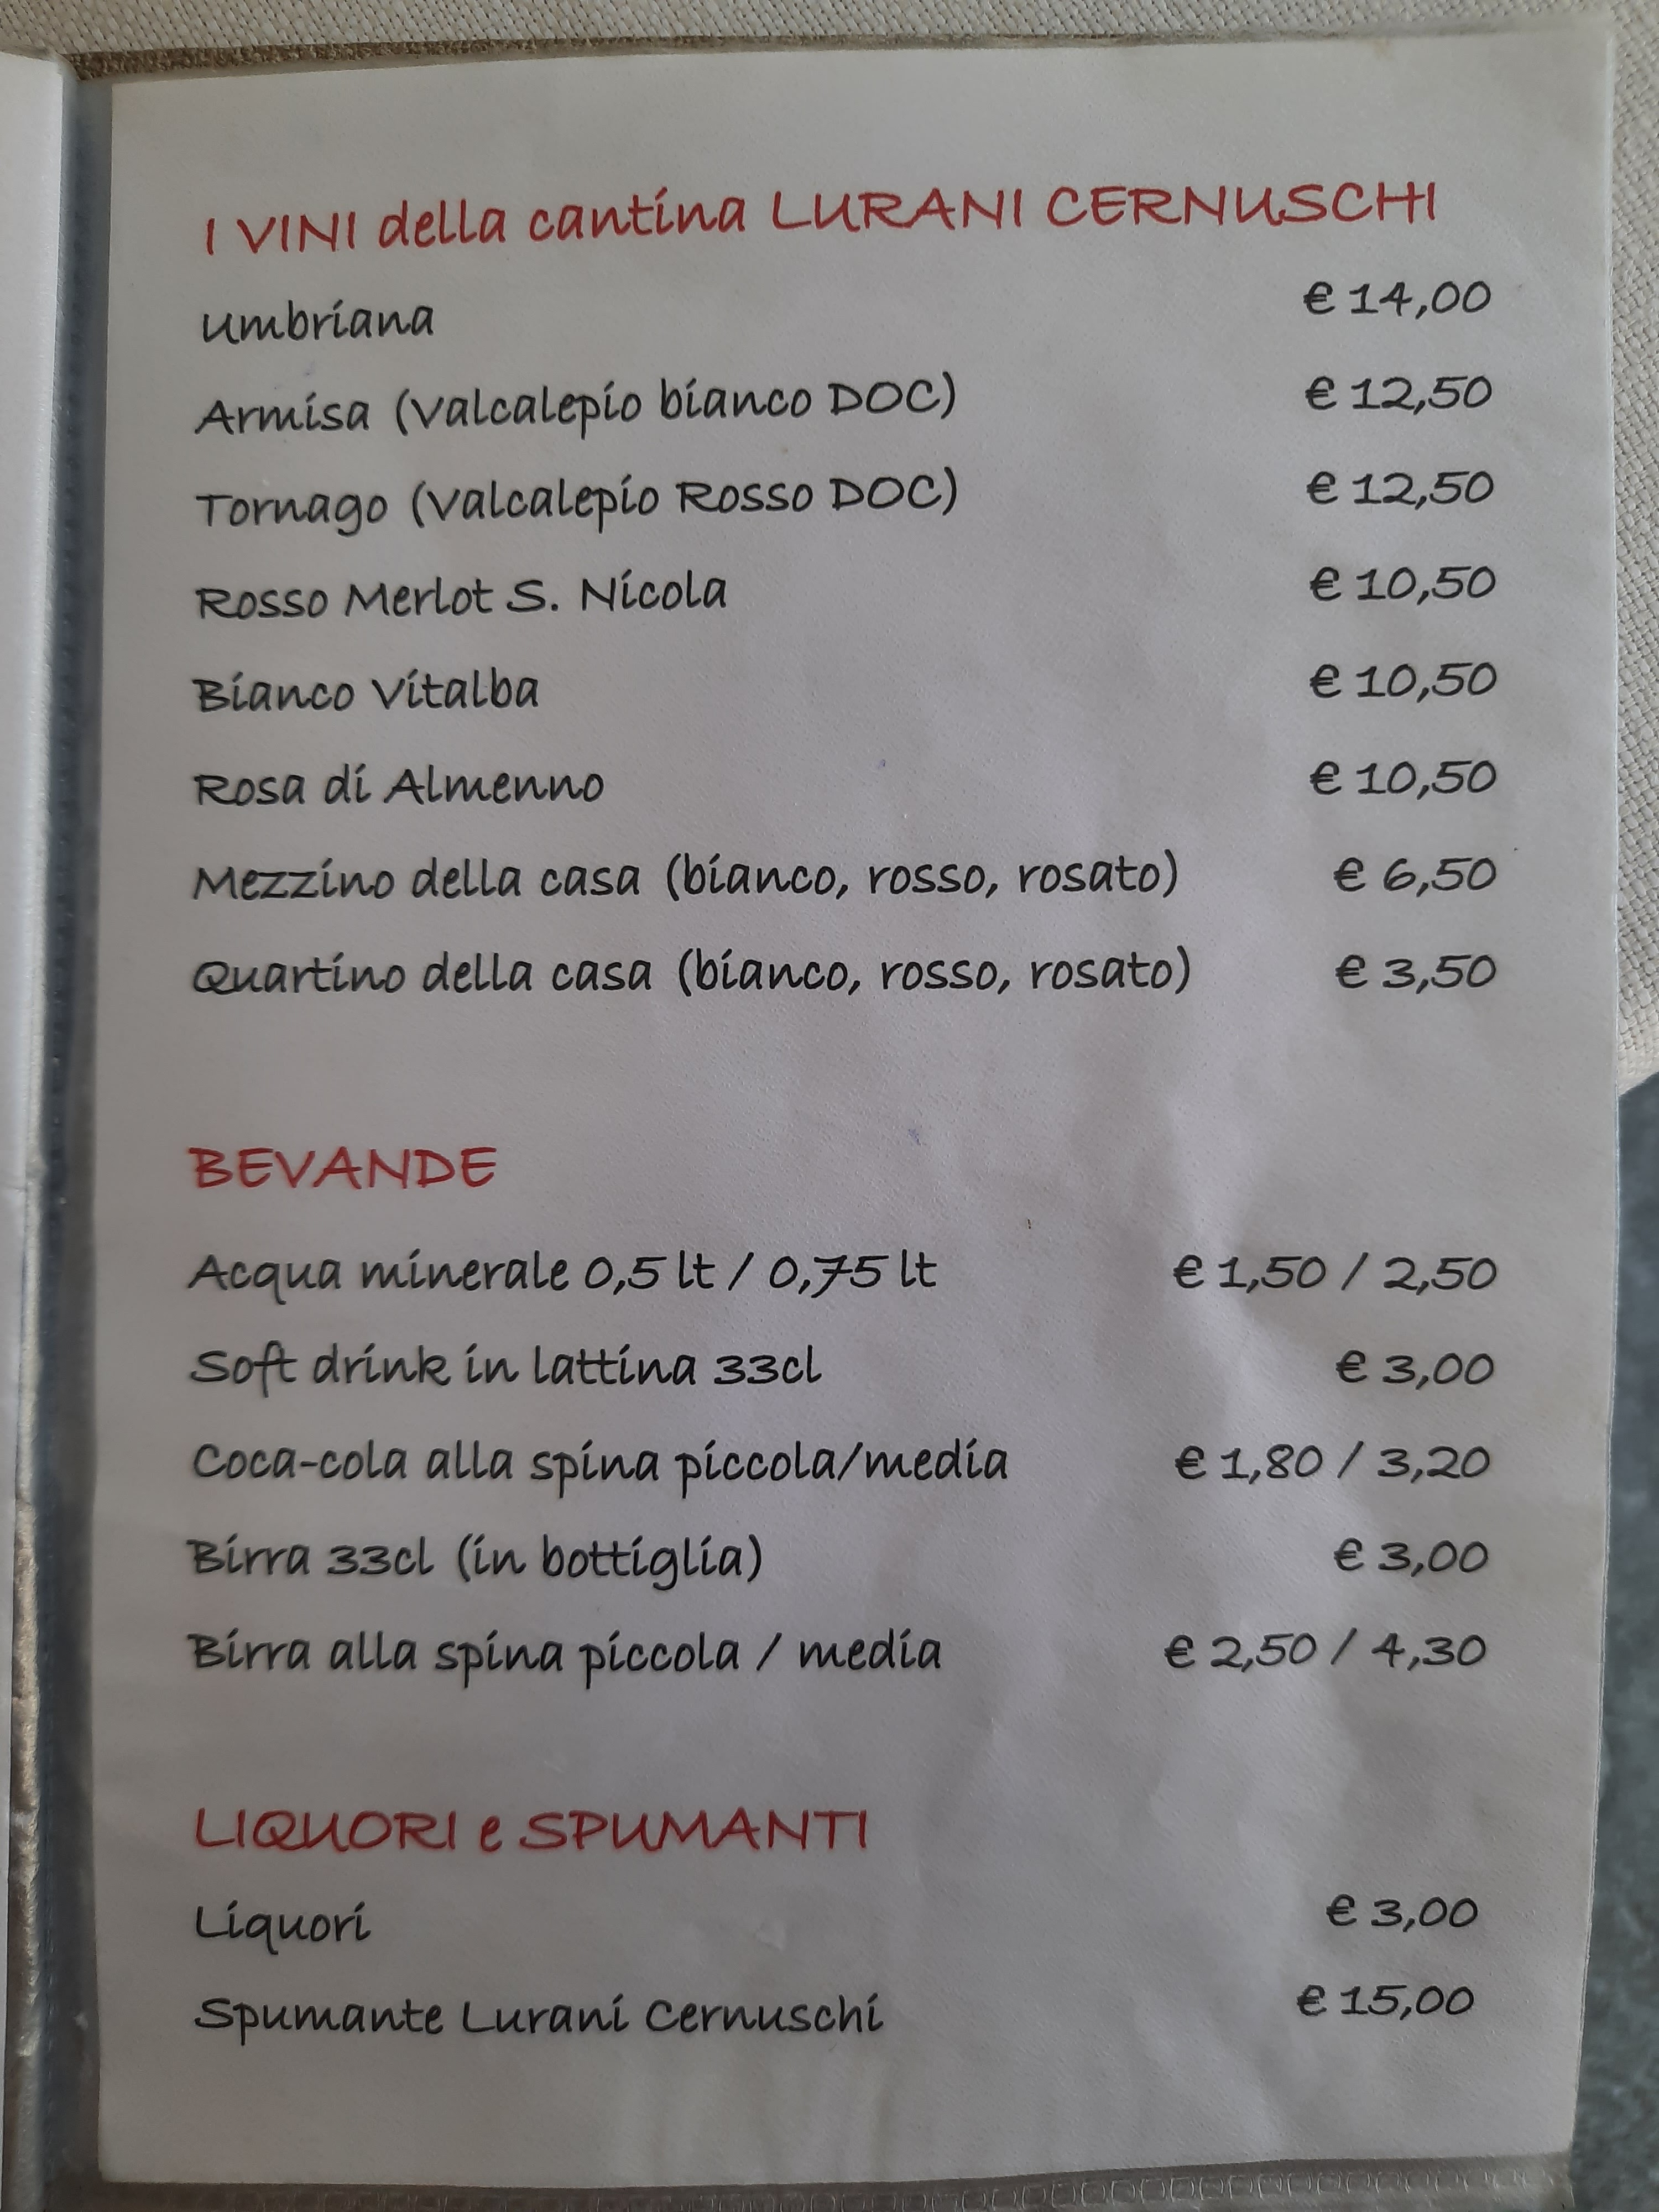 I VINI della cantina LURANI CERNUSCHI
Umbriana € 14,00
Armisa (Valcalepio bianco DOC) € 12,50
Tornago (Valcalepio Rosso DOC) € 12,50
Rosso Merlot S. Nicola € 10,50
Bianco Vitalba € 10,50
Rosa di Almenno € 10,50
Mezzino della casa (bianco, rosso, rosato) € 6,50
Quartino della casa (bianco, rosso, rosato) € 3,50
BEVANDE
Acqua minerale 0,5 lt / 0,75 lt € 1,50 / 2,50
Soft drink in lattina 33cl € 3,00
Coca-cola alla spina piccola/media € 1,80 / 3,20
Birra 33cl (in bottiglia) € 3,00
Birra alla spina piccola / media € 2,50 / 4,30
LIQUORI e SPUMANTI
Liquori € 3,00
Spumante Lurani Cernuschi € 15,00